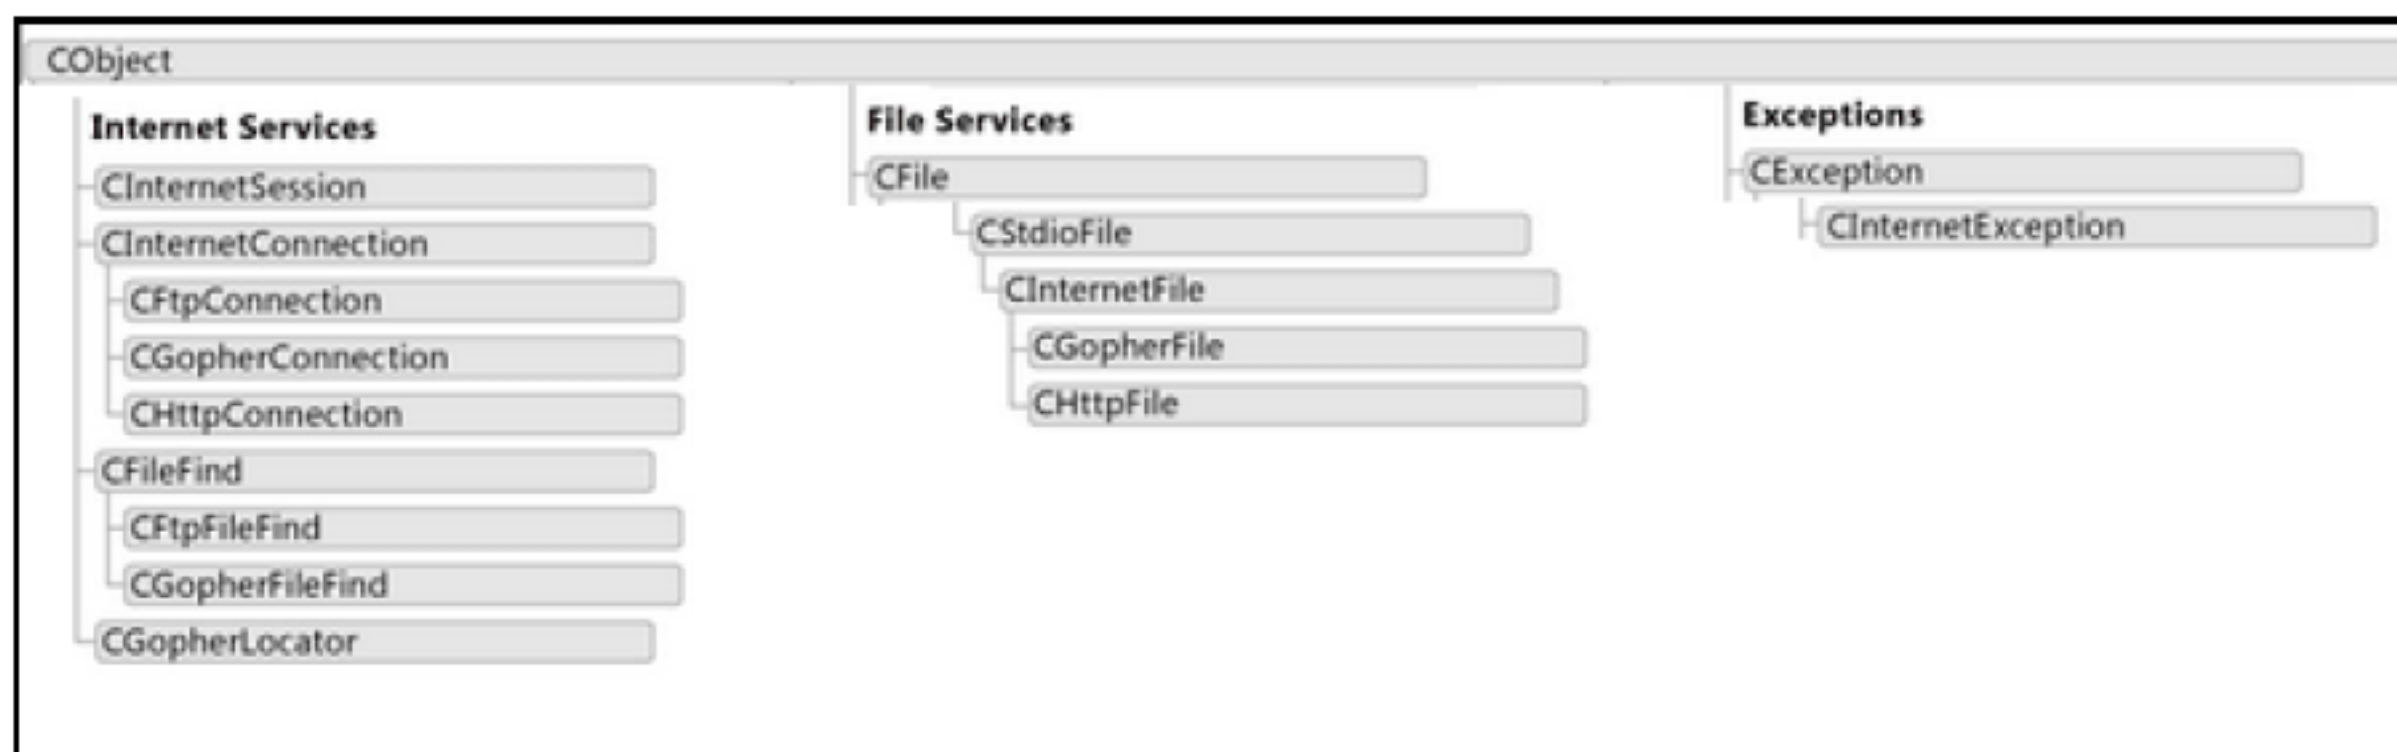 CObject
Internet Services
CInternetSession
CInternetConnection
CFtpConnection
CGopherConnection
CHttpConnection
CFileFind
CFtpFileFind
CGopherFileFind
CGopherLocator
File Services
CFile
CStdioFile
CInternetFile
CGopherFile
CHttpFile
Exceptions
CException
CInternetException